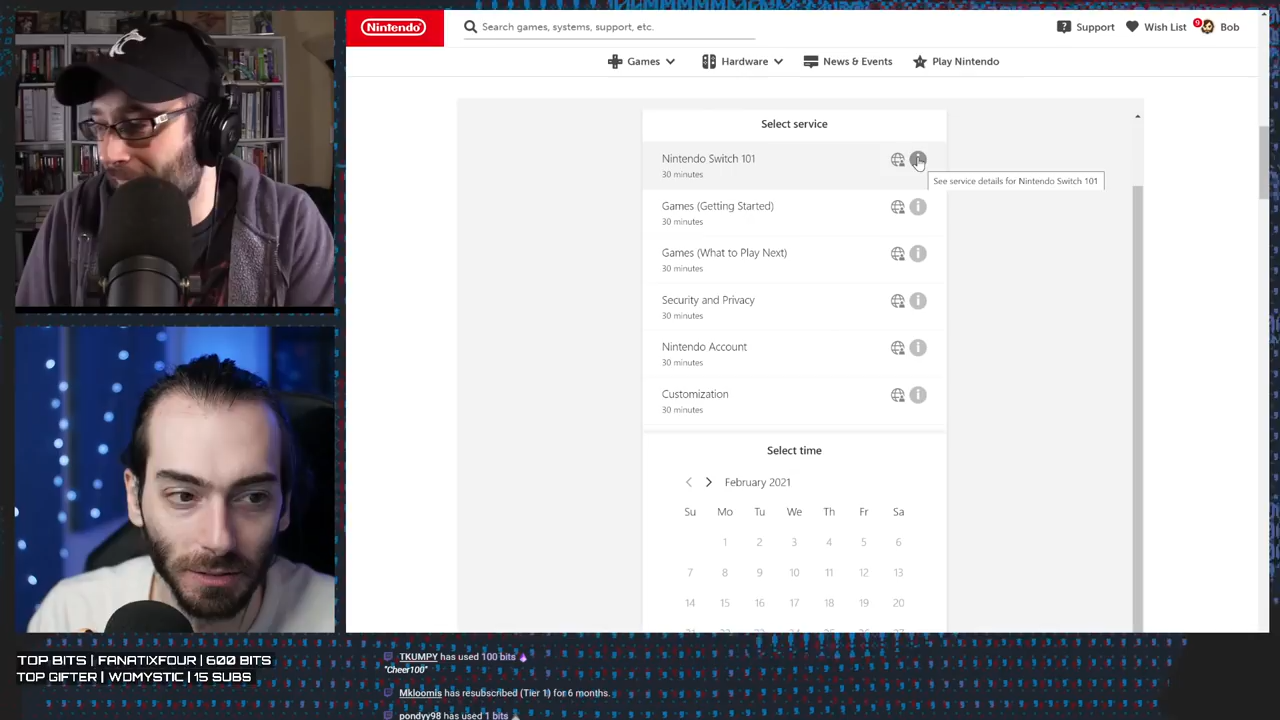 Nintendo
Search games, systems, support, etc.
Support
Wish List
9
Bob
Games
Hardware
News & Events
Play Nintendo
Select service
Nintendo Switch 101
30 minutes
See service details for Nintendo Switch 101
Games (Getting Started)
30 minutes
Games (What to Play Next)
30 minutes
Security and Privacy
30 minutes
Nintendo Account
30 minutes
Customization
30 minutes
Select time
February 2021
Su Mo Tu We Th Fr Sa
1 2 3 4 5 6
7 8 9 10 11 12 13
14 15 16 17 18 19 20
TOP BITS | FANATIXFOUR | 600 BITS
TOP GIFTER | WDMYSTIC | 15 SUBS
TKUMPY has used 100 bits
"Cheer100"
Mkloomis has resubscribed (Tier 1) for 6 months.
pondyy98 has used 1 bits